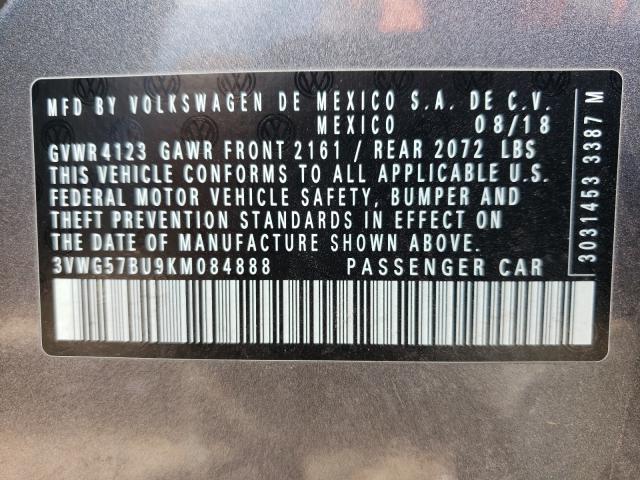 MFD BY VOLKSWAGEN DE MEXICO S.A. DE C.V.
MEXICO 08/18
GVWR4123 GAWR FRONT 2161 / REAR 2072 LBS
THIS VEHICLE CONFORMS TO ALL APPLICABLE U.S.
FEDERAL MOTOR VEHICLE SAFETY, BUMPER AND
THEFT PREVENTION STANDARDS IN EFFECT ON
THE DATE OF MANUFACTURE SHOWN ABOVE.
3VWG57BU9KM084888 PASSENGER CAR
3031453 3387 M